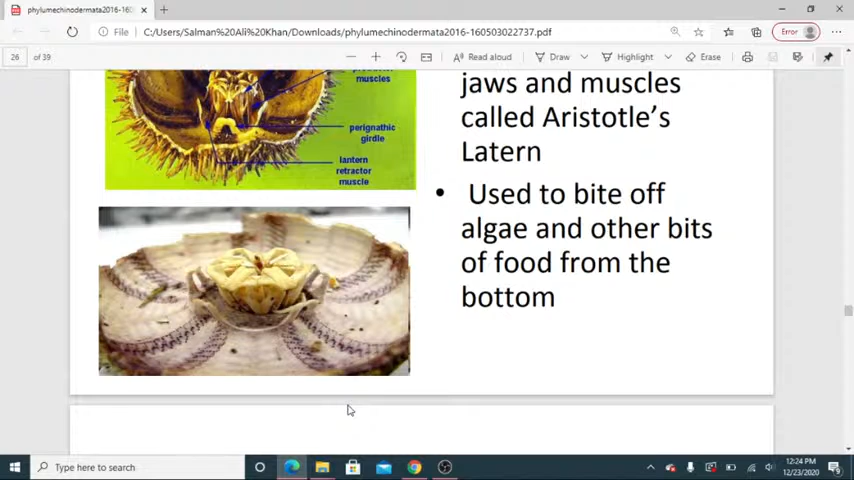 phylumechinodermata2016-160
File
C:/Users/Salman%20Ali%20Khan/Downloads/phylumechinodermata2016-160503022737.pdf
Error
26
of 39
Read aloud
Draw
Highlight
Erase
muscles
perignathic
girdle
lantern
retractor
muscle
jaws and muscles
called Aristotle's
Latern
• Used to bite off
algae and other bits
of food from the
bottom
Type here to search
12:24 PM
12/23/2020